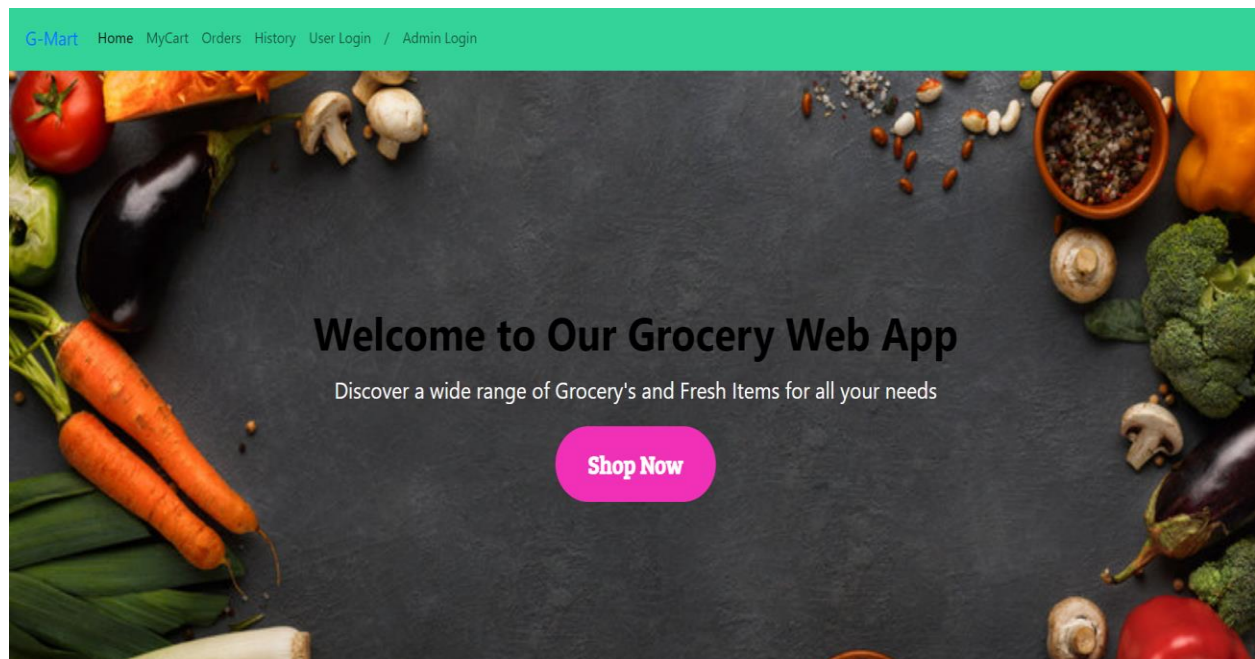 G-Mart Home MyCart Orders History User Login / Admin Login
Welcome to Our Grocery Web App
Discover a wide range of Grocery's and Fresh Items for all your needs
Shop Now